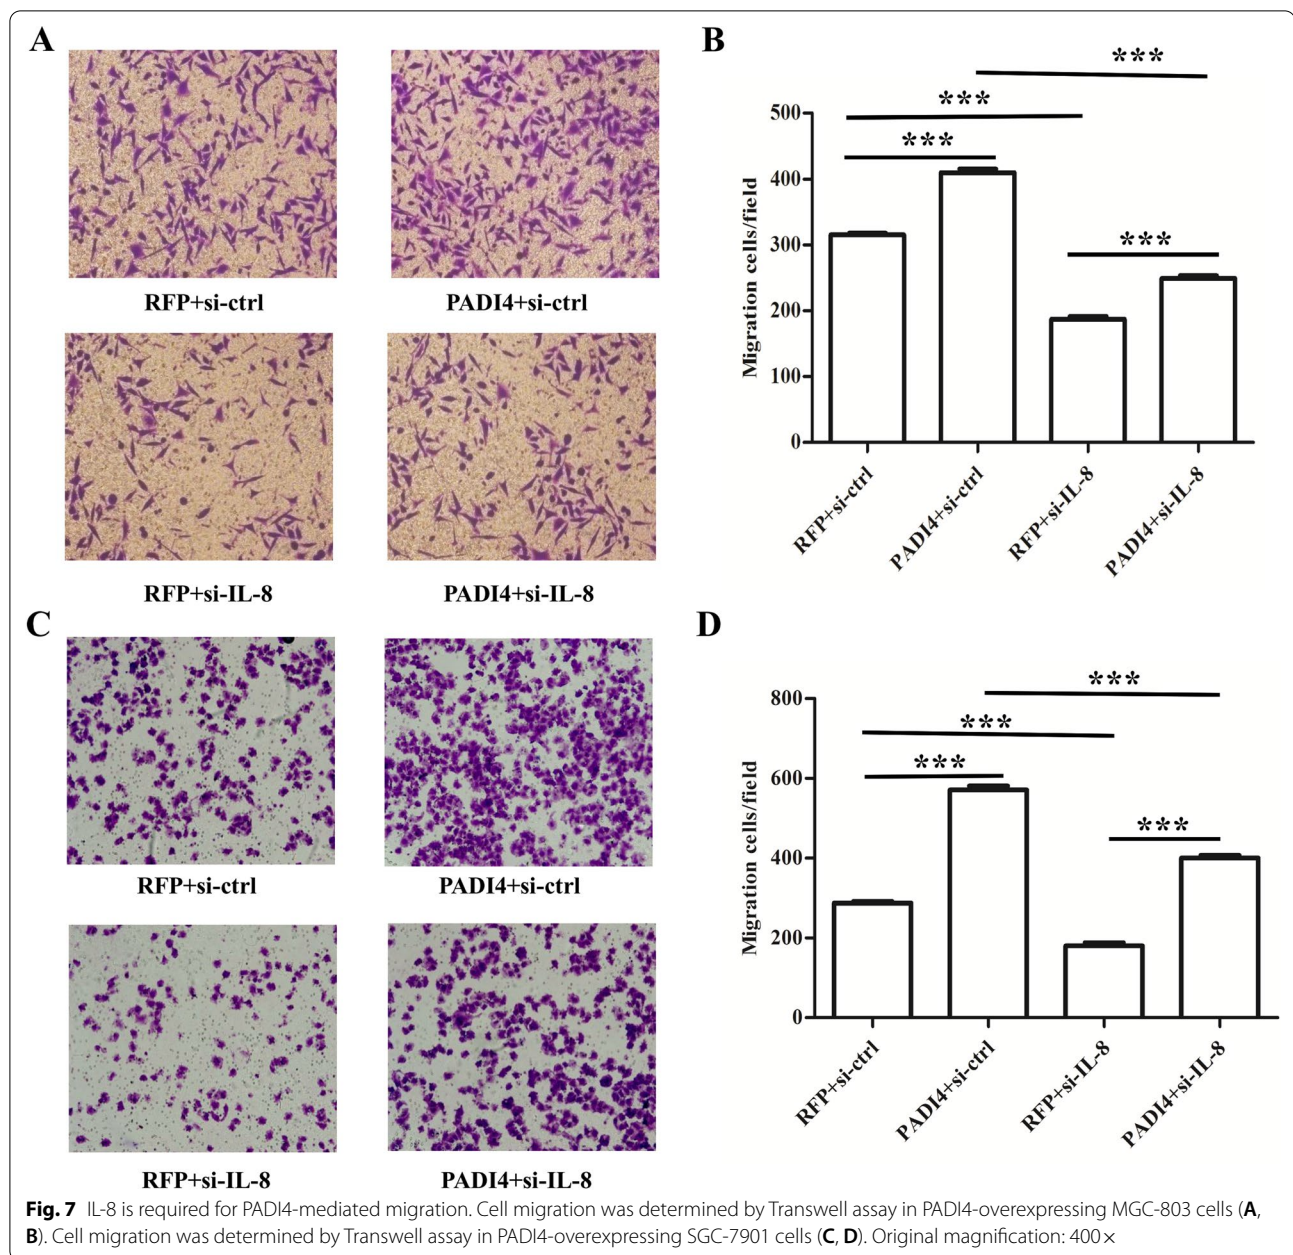 A
B
RFP+si-ctrl
PADI4+si-ctrl
RFP+si-IL-8
PADI4+si-IL-8
***
***
***
***
Migration cells/field
500
400
300
200
100
0
RFP+si-ctrl
PADI4+si-ctrl
RFP+si-IL-8
PADI4+si-IL-8
C
D
RFP+si-ctrl
PADI4+si-ctrl
RFP+si-IL-8
PADI4+si-IL-8
***
***
***
***
Migration cells/field
800
600
400
200
0
RFP+si-ctrl
PADI4+si-ctrl
RFP+si-IL-8
PADI4+si-IL-8
Fig. 7 IL-8 is required for PADI4-mediated migration. Cell migration was determined by Transwell assay in PADI4-overexpressing MGC-803 cells (A,
B). Cell migration was determined by Transwell assay in PADI4-overexpressing SGC-7901 cells (C, D). Original magnification: 400×